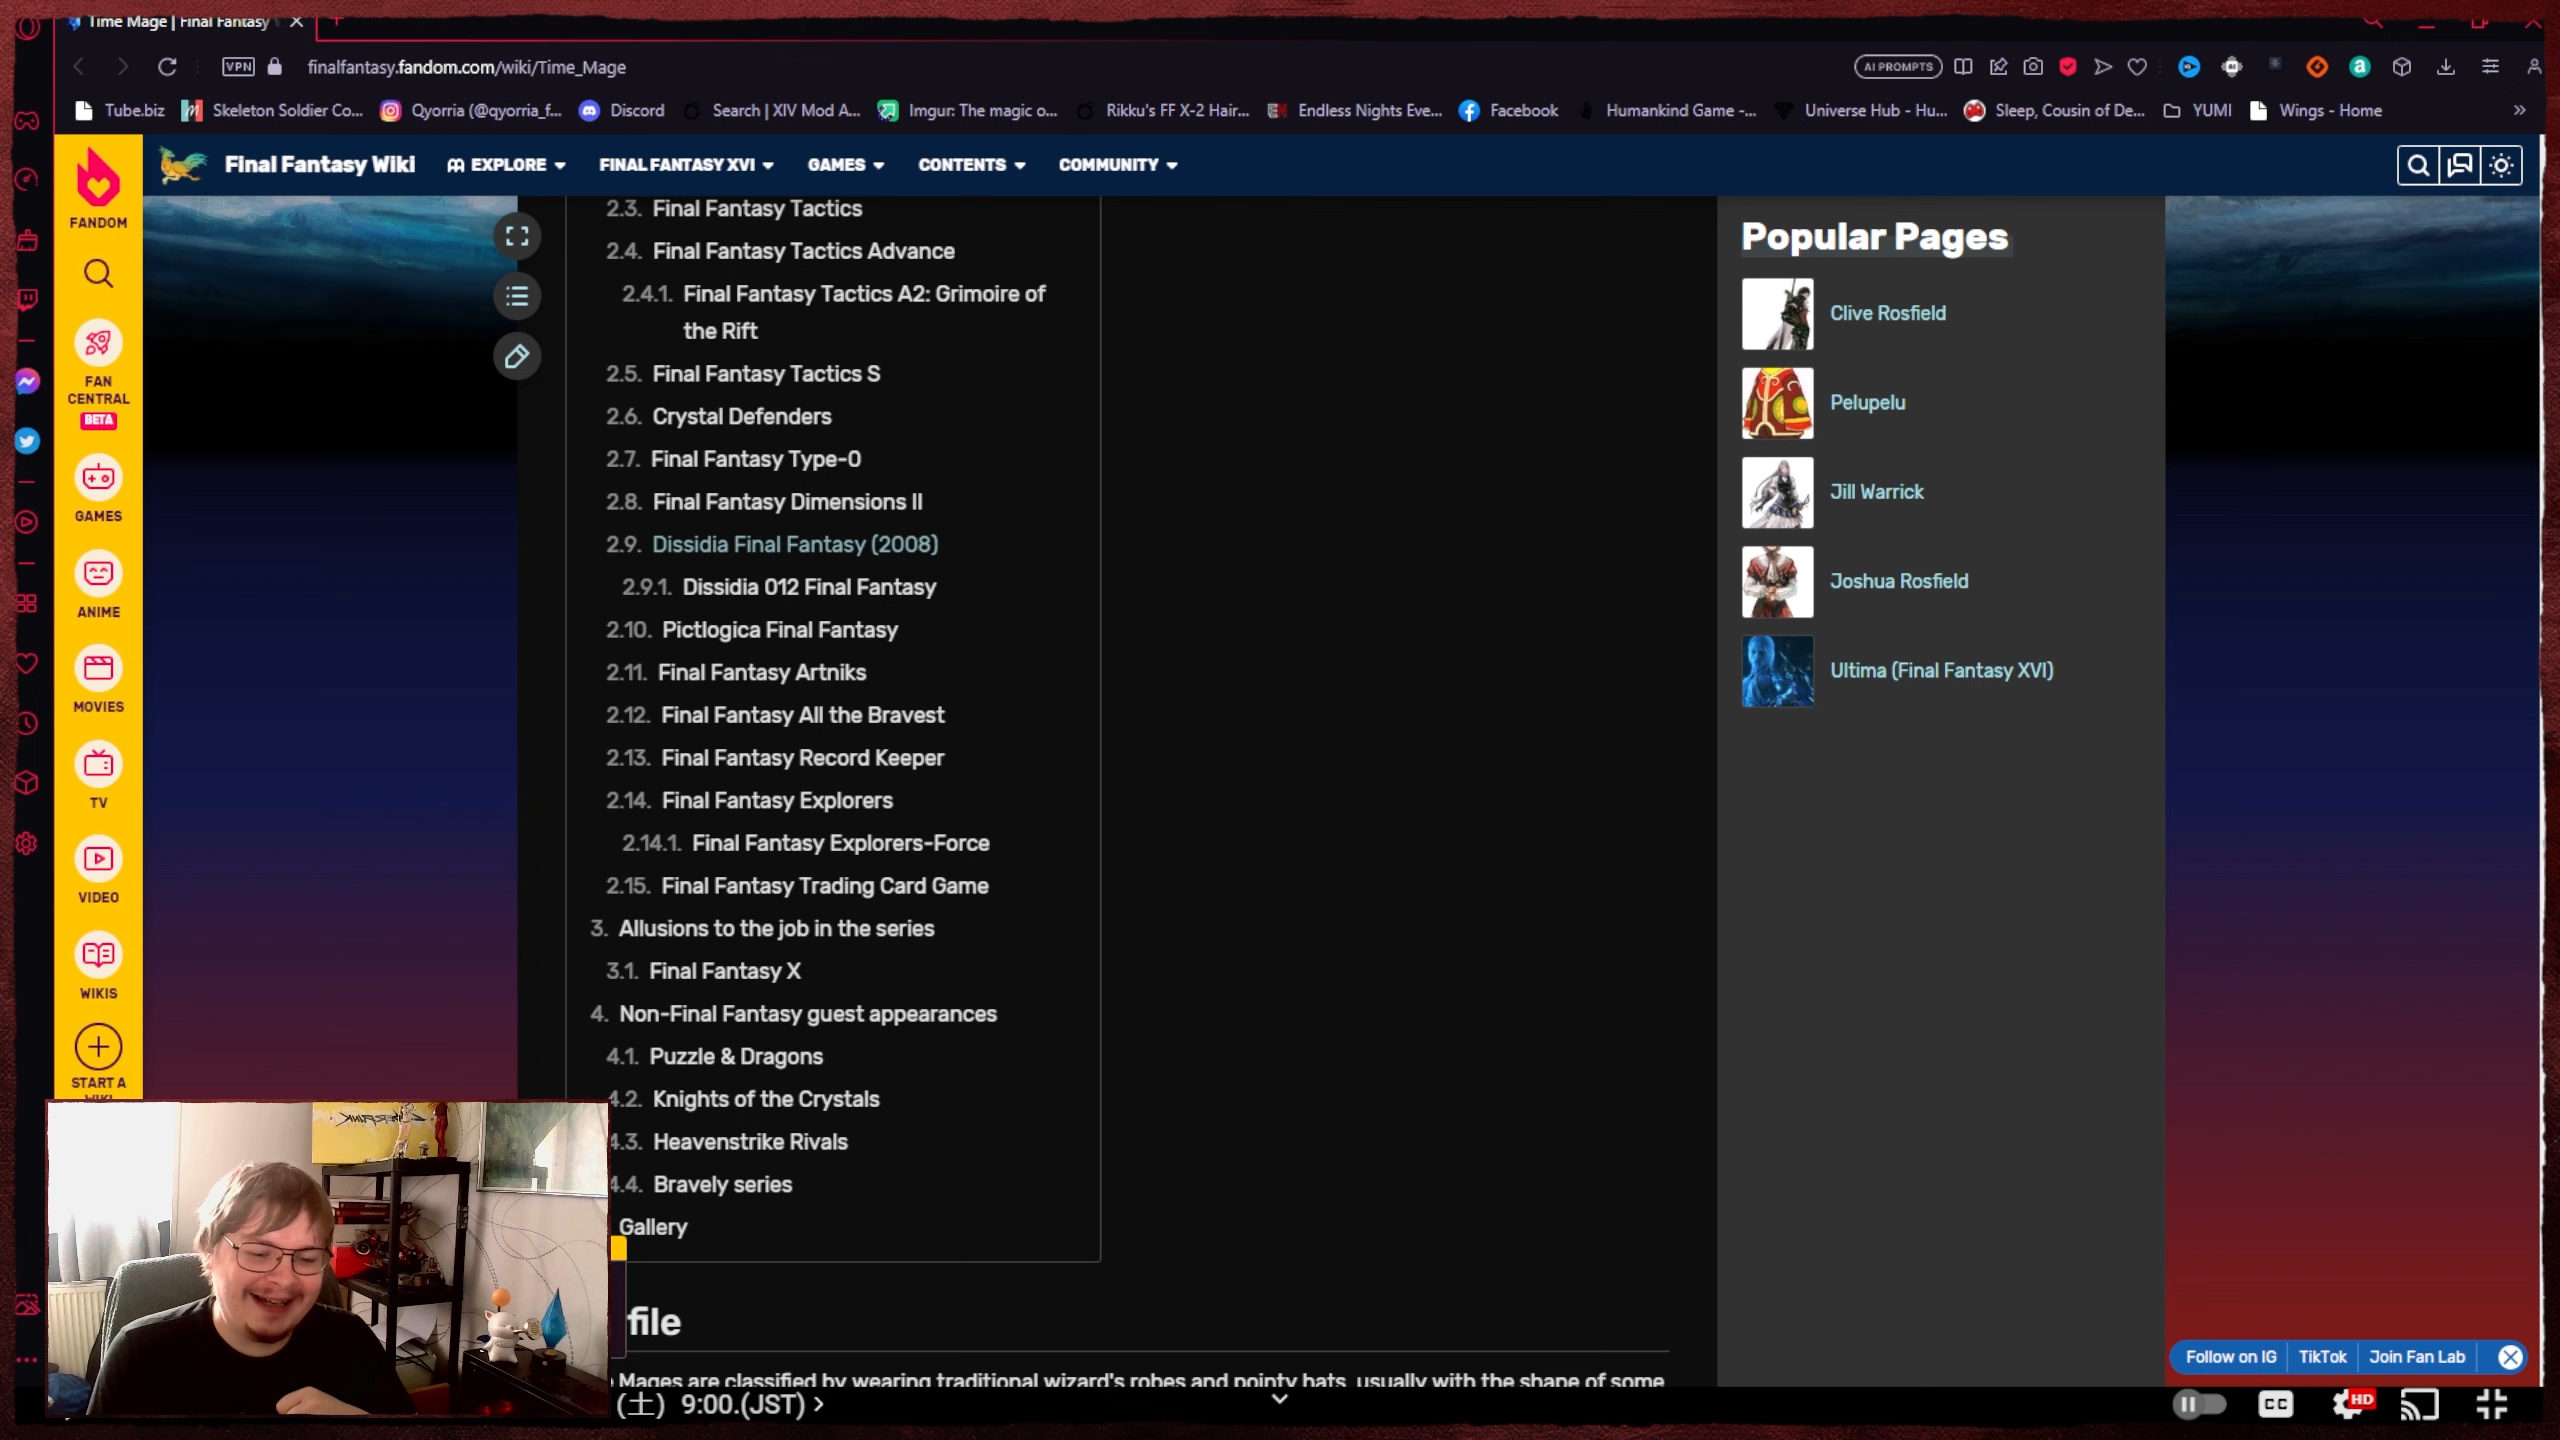 Time Mage | Final Fantasy
VPN
finalfantasy.fandom.com/wiki/Time_Mage
AI PROMPTS
Tube.biz
Skeleton Soldier Co...
Qyorria (@qyorria_f...
Discord
Search | XIV Mod A...
Imgur: The magic o...
Rikku's FF X-2 Hair...
Endless Nights Eve...
Facebook
Humankind Game -...
Universe Hub - Hu...
Sleep, Cousin of De...
YUMI
Wings - Home
»
FANDOM
FAN CENTRAL
BETA
GAMES
ANIME
MOVIES
TV
VIDEO
WIKIS
START A
Final Fantasy Wiki
EXPLORE
FINAL FANTASY XVI
GAMES
CONTENTS
COMMUNITY
2.3. Final Fantasy Tactics
2.4. Final Fantasy Tactics Advance
2.4.1. Final Fantasy Tactics A2: Grimoire of
the Rift
2.5. Final Fantasy Tactics S
2.6. Crystal Defenders
2.7. Final Fantasy Type-0
2.8. Final Fantasy Dimensions II
2.9. Dissidia Final Fantasy (2008)
2.9.1. Dissidia 012 Final Fantasy
2.10. Pictlogica Final Fantasy
2.11. Final Fantasy Artniks
2.12. Final Fantasy All the Bravest
2.13. Final Fantasy Record Keeper
2.14. Final Fantasy Explorers
2.14.1. Final Fantasy Explorers-Force
2.15. Final Fantasy Trading Card Game
3. Allusions to the job in the series
3.1. Final Fantasy X
4. Non-Final Fantasy guest appearances
4.1. Puzzle & Dragons
4.2. Knights of the Crystals
4.3. Heavenstrike Rivals
4.4. Bravely series
Gallery
file
Mages are classified by wearing traditional wizard's robes and pointy hats, usually with the shape of some
(土) 9:00.(JST) >
Popular Pages
Clive Rosfield
Pelupelu
Jill Warrick
Joshua Rosfield
Ultima (Final Fantasy XVI)
Follow on IG
TikTok
Join Fan Lab
CC
HD